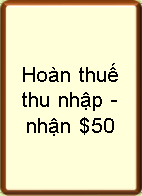 Hoàn thuế
thu nhập -
nhận $50